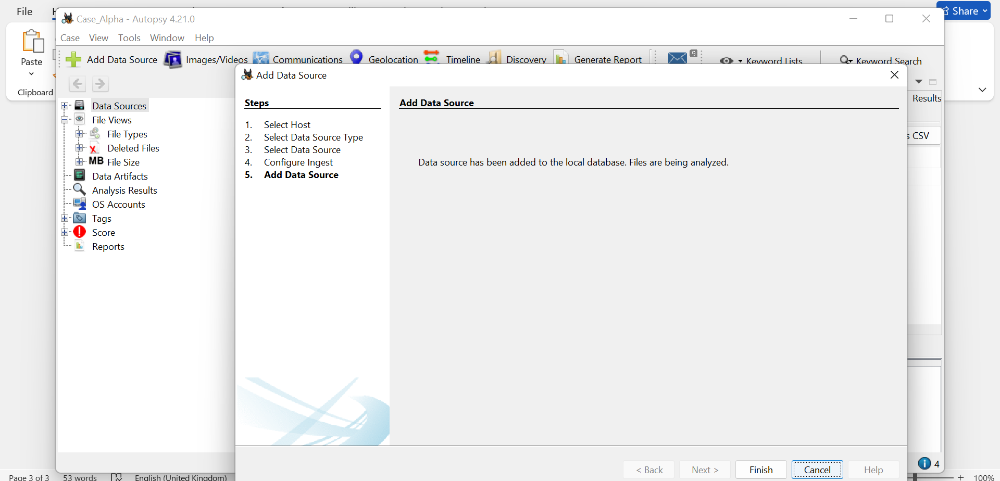 File
Share
Case_Alpha - Autopsy 4.21.0
Case View Tools Window Help
Paste
Clipboard
Add Data Source Images/Videos Communications Geolocation Timeline Discovery Generate Report 9 Keyword Lists Keyword Search
Add Data Source
Results
CSV
Data Sources
File Views
File Types
Deleted Files
MB File Size
Data Artifacts
Analysis Results
OS Accounts
Tags
Score
Reports
Steps
1. Select Host
2. Select Data Source Type
3. Select Data Source
4. Configure Ingest
5. Add Data Source
Add Data Source
Data source has been added to the local database. Files are being analyzed.
< Back Next > Finish Cancel Help
4
Page 3 of 3 53 words English (United Kingdom) 100%